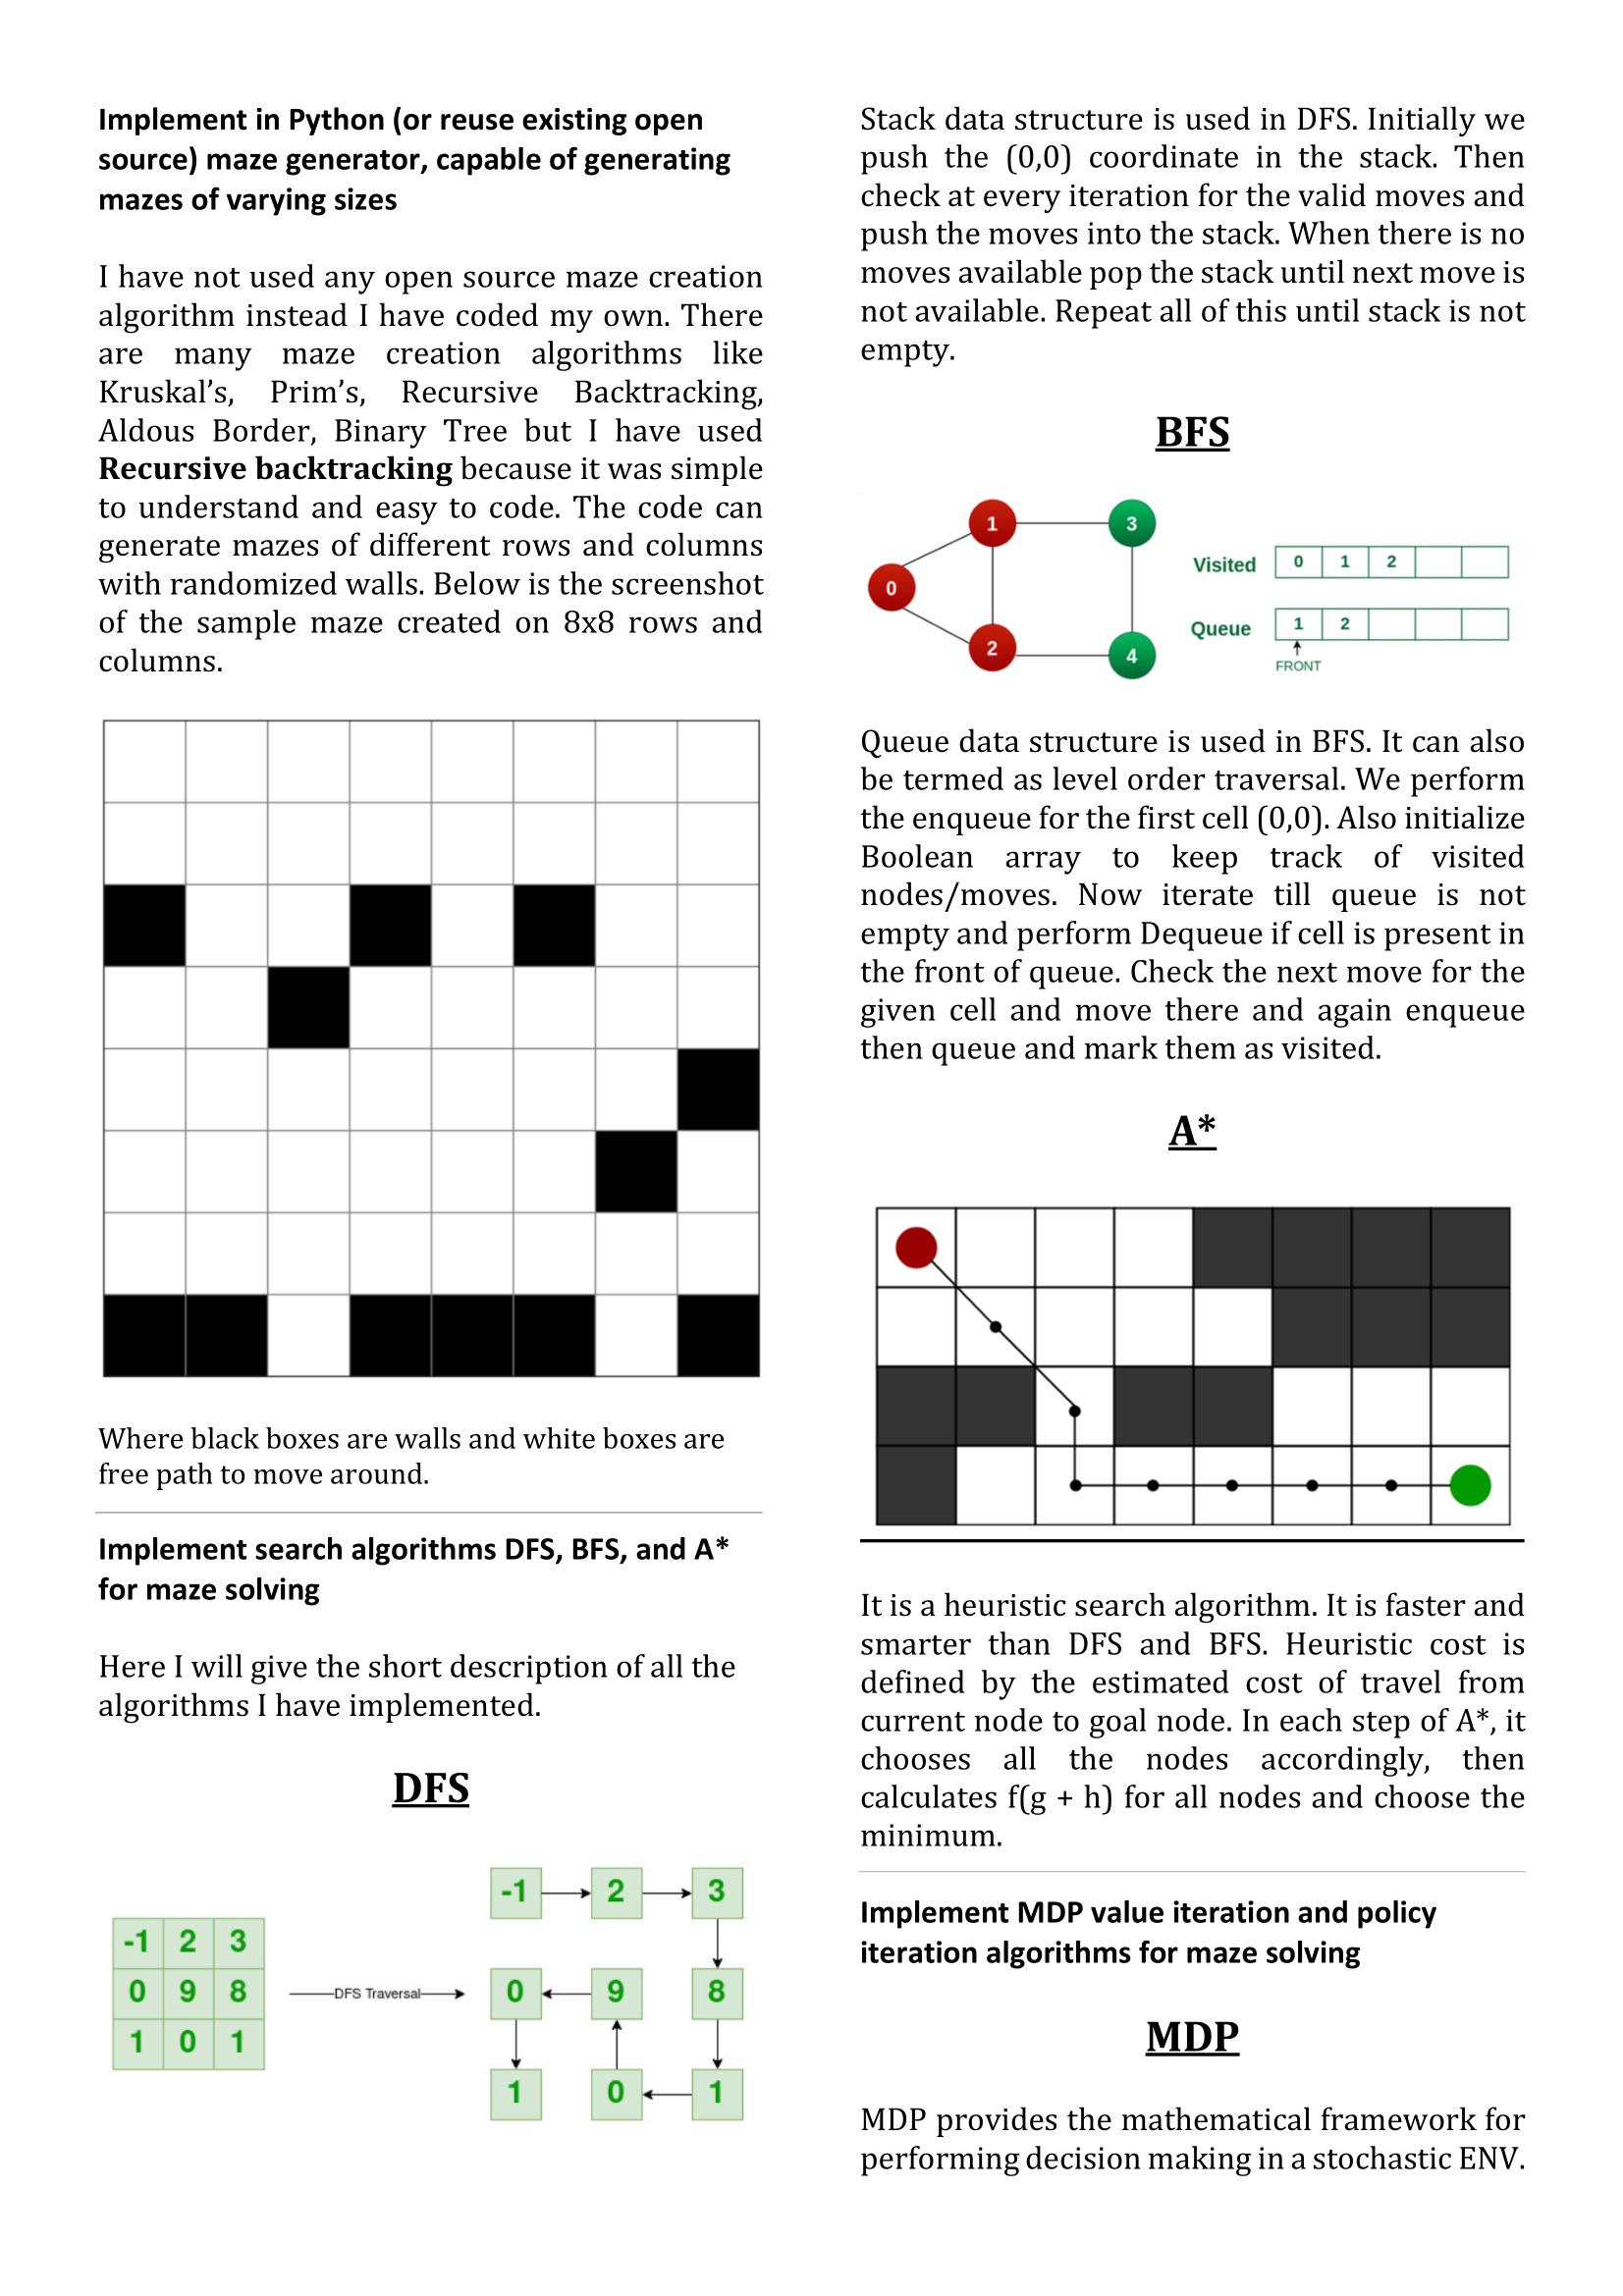 Implement in Python (or reuse existing open
source) maze generator, capable of generating
mazes of varying sizes
I have not used any open source maze creation
algorithm instead I have coded my own. There
are many maze creation algorithms like
Kruskal’s, Prim’s, Recursive Backtracking,
Aldous Border, Binary Tree but I have used
Recursive backtracking because it was simple
to understand and easy to code. The code can
generate mazes of different rows and columns
with randomized walls. Below is the screenshot
of the sample maze created on 8x8 rows and
columns.
Where black boxes are walls and white boxes are
free path to move around.
Implement search algorithms DFS, BFS, and A*
for maze solving
Here I will give the short description of all the
algorithms I have implemented.
DFS
-1 2 3
0 9 8
1 0 1
DFS Traversal
-1 2 3
0 9 8
1 0 1
Stack data structure is used in DFS. Initially we
push the (0,0) coordinate in the stack. Then
check at every iteration for the valid moves and
push the moves into the stack. When there is no
moves available pop the stack until next move is
not available. Repeat all of this until stack is not
empty.
BFS
0
1
2
3
4
Visited 0 1 2
Queue 1 2
FRONT
Queue data structure is used in BFS. It can also
be termed as level order traversal. We perform
the enqueue for the first cell (0,0). Also initialize
Boolean array to keep track of visited
nodes/moves. Now iterate till queue is not
empty and perform Dequeue if cell is present in
the front of queue. Check the next move for the
given cell and move there and again enqueue
then queue and mark them as visited.
A*
It is a heuristic search algorithm. It is faster and
smarter than DFS and BFS. Heuristic cost is
defined by the estimated cost of travel from
current node to goal node. In each step of A*, it
chooses all the nodes accordingly, then
calculates f(g + h) for all nodes and choose the
minimum.
Implement MDP value iteration and policy
iteration algorithms for maze solving
MDP
MDP provides the mathematical framework for
performing decision making in a stochastic ENV.